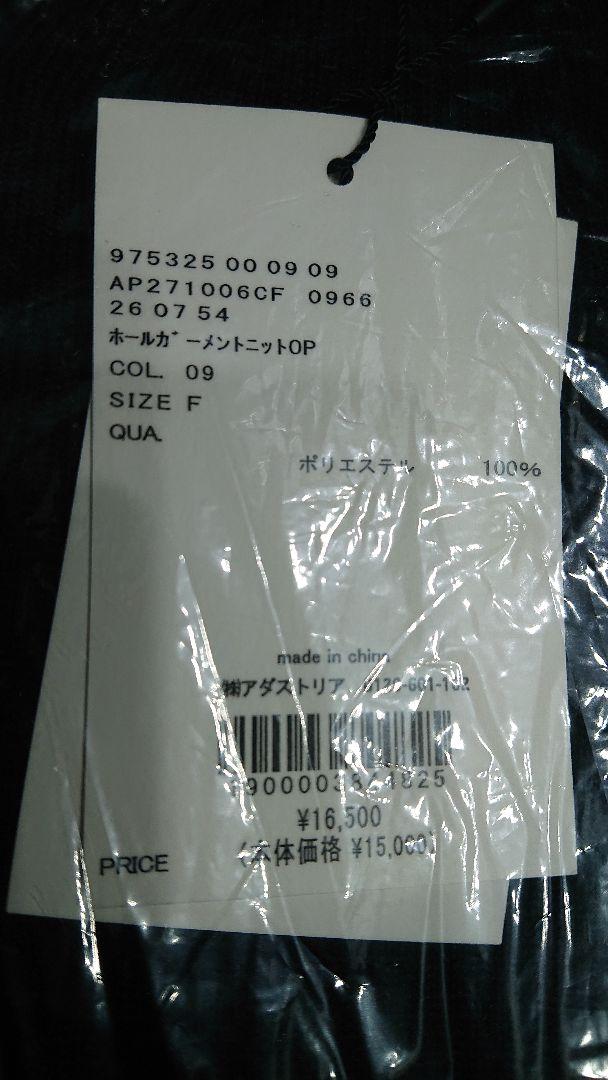 975325 00 09 09
AP271006CF 0966
26 07 54
ホールガーメントニットOP
COL. 09
SIZE F
QUA.
ポリエステル 100%
made in china
㈱アダストリア
¥16,500
(本体価格 ¥15,000)
PRICE